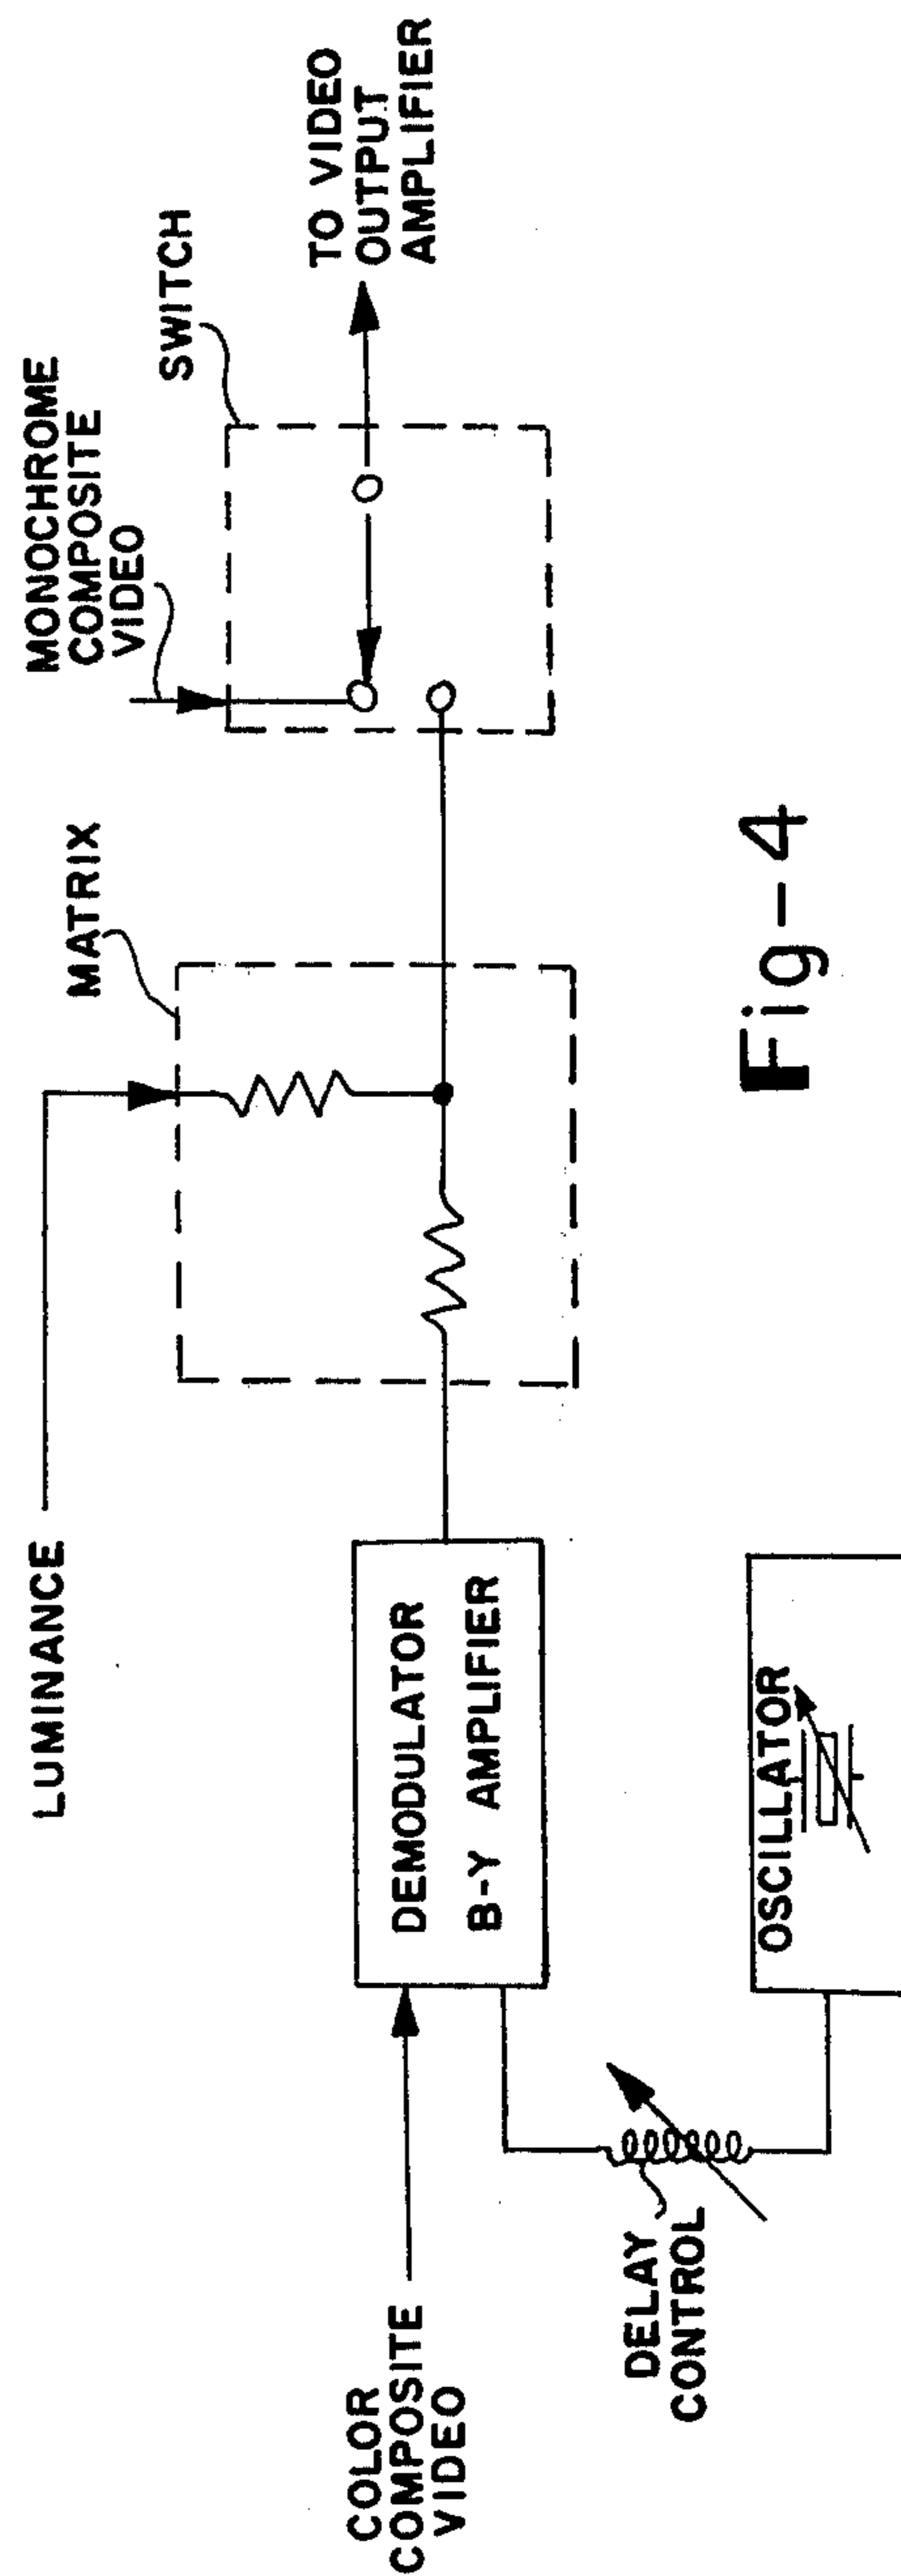 LUMINANCE
MATRIX
MONOCHROME
COMPOSITE
VIDEO
SWITCH
TO VIDEO
OUTPUT
AMPLIFIER
COLOR
COMPOSITE
VIDEO
DEMODULATOR
B-Y AMPLIFIER
DELAY
CONTROL
OSCILLATOR
Fig-4